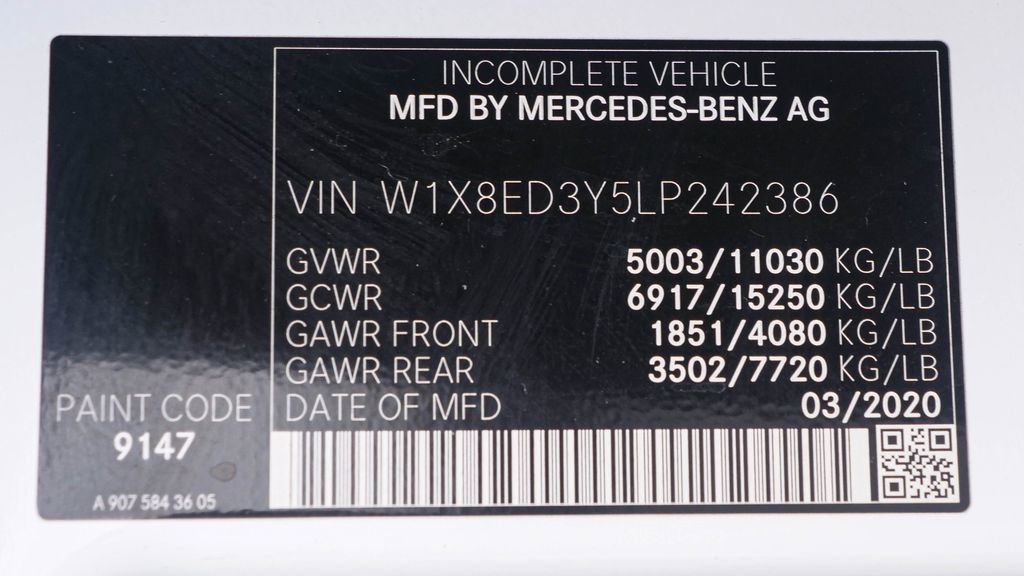 INCOMPLETE VEHICLE
MFD BY MERCEDES-BENZ AG
VIN W1X8ED3Y5LP242386
GVWR 5003/11030 KG/LB
GCWR 6917/15250 KG/LB
GAWR FRONT 1851/4080 KG/LB
GAWR REAR 3502/7720 KG/LB
DATE OF MFD 03/2020
PAINT CODE
9147
A 907 584 36 05